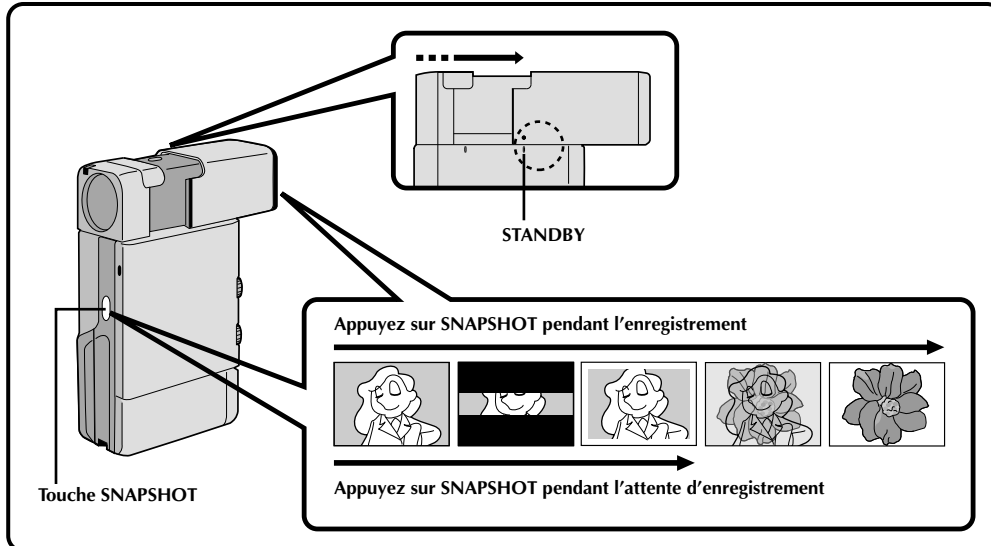 STANDBY
Appuyez sur SNAPSHOT pendant l'enregistrement
Touche SNAPSHOT
Appuyez sur SNAPSHOT pendant l'attente d'enregistrement